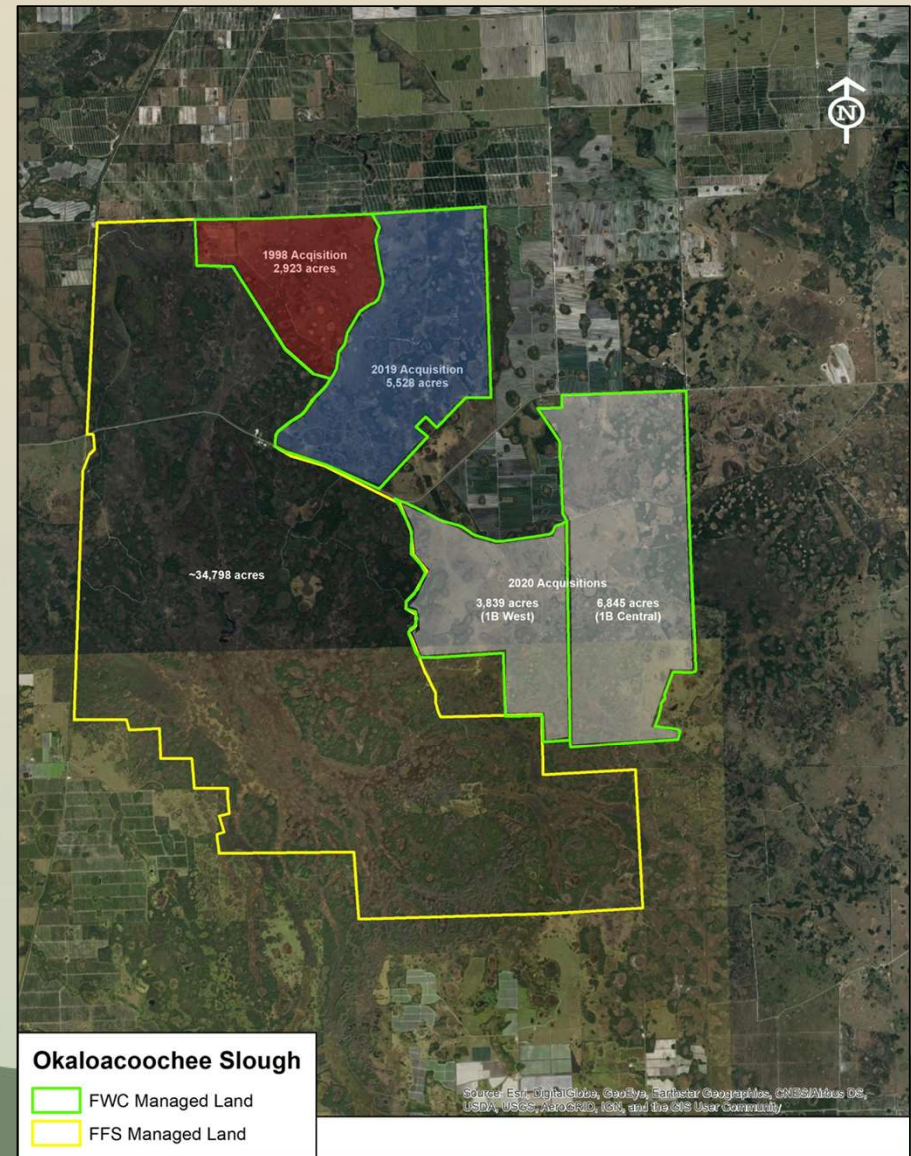 N
1998 Acqisition
2,923 acres
2019 Acquisition
5,528 acres
~34,798 acres
2020 Acquisitions
3,839 acres
(1B West)
6,845 acres
(1B Central)
Okaloacoochee Slough
FWC Managed Land
FFS Managed Land
Source: Esri, DigitalGlobe, GeoEye, Earthstar Geographics, CNES/Airbus DS,
USDA, USGS, AeroGRID, IGN, and the GIS User Community